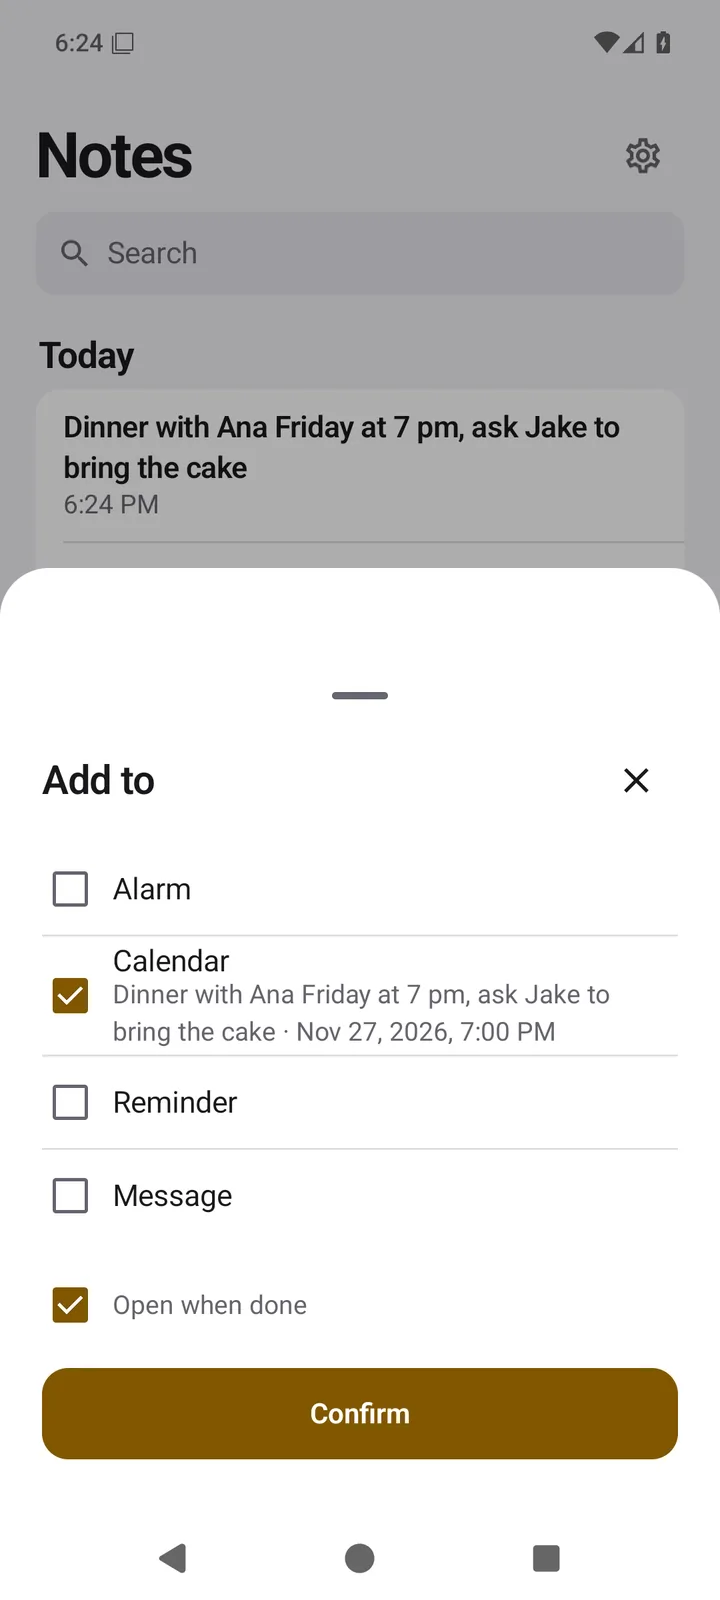 6:24
Notes
Search
Today
Dinner with Ana Friday at 7 pm, ask Jake to
bring the cake
6:24 PM
Add to
Alarm
Calendar
Dinner with Ana Friday at 7 pm, ask Jake to
bring the cake · Nov 27, 2026, 7:00 PM
Reminder
Message
Open when done
Confirm